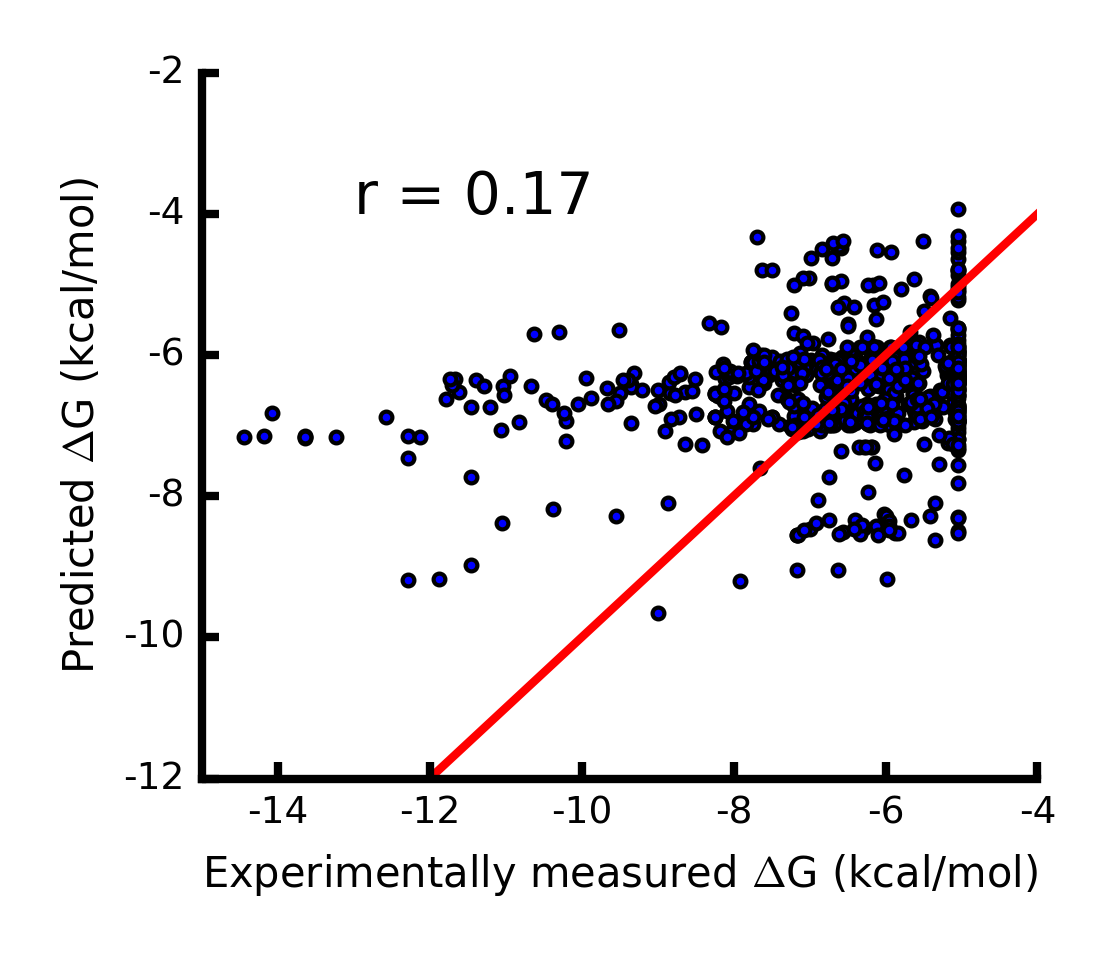 -2
-4
-6
-8
-10
-12
r = 0.17
Predicted ΔG (kcal/mol)
-14 -12 -10 -8 -6 -4
Experimentally measured ΔG (kcal/mol)